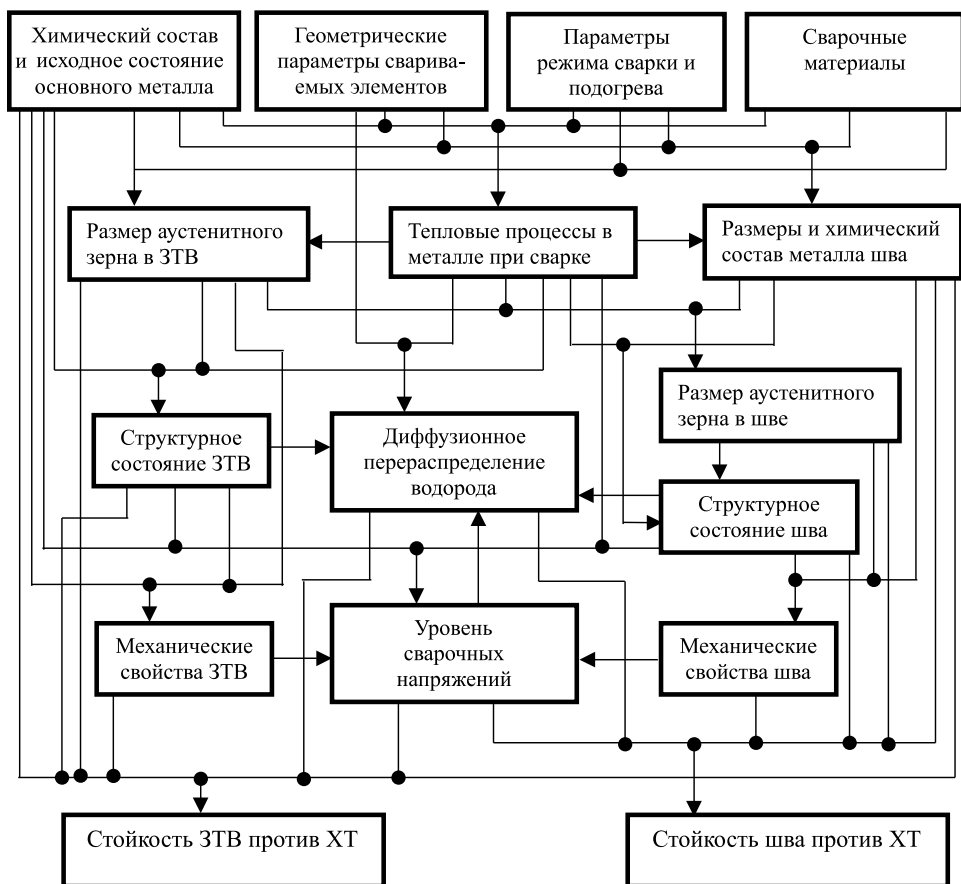 Химический состав
и исходное состояние
основного металла
Геометрические
параметры сварива-
емых элементов
Параметры
режима сварки и
подогрева
Сварочные
материалы
Размер аустенитного
зерна в ЗТВ
Тепловые процессы в
металле при сварке
Размеры и химический
состав металла шва
Размер аустенитного
зерна в шве
Структурное
состояние ЗТВ
Диффузионное
перераспределение
водорода
Структурное
состояние шва
Механические
свойства ЗТВ
Уровень
сварочных
напряжений
Механические
свойства шва
Стойкость ЗТВ против ХТ
Стойкость шва против ХТ